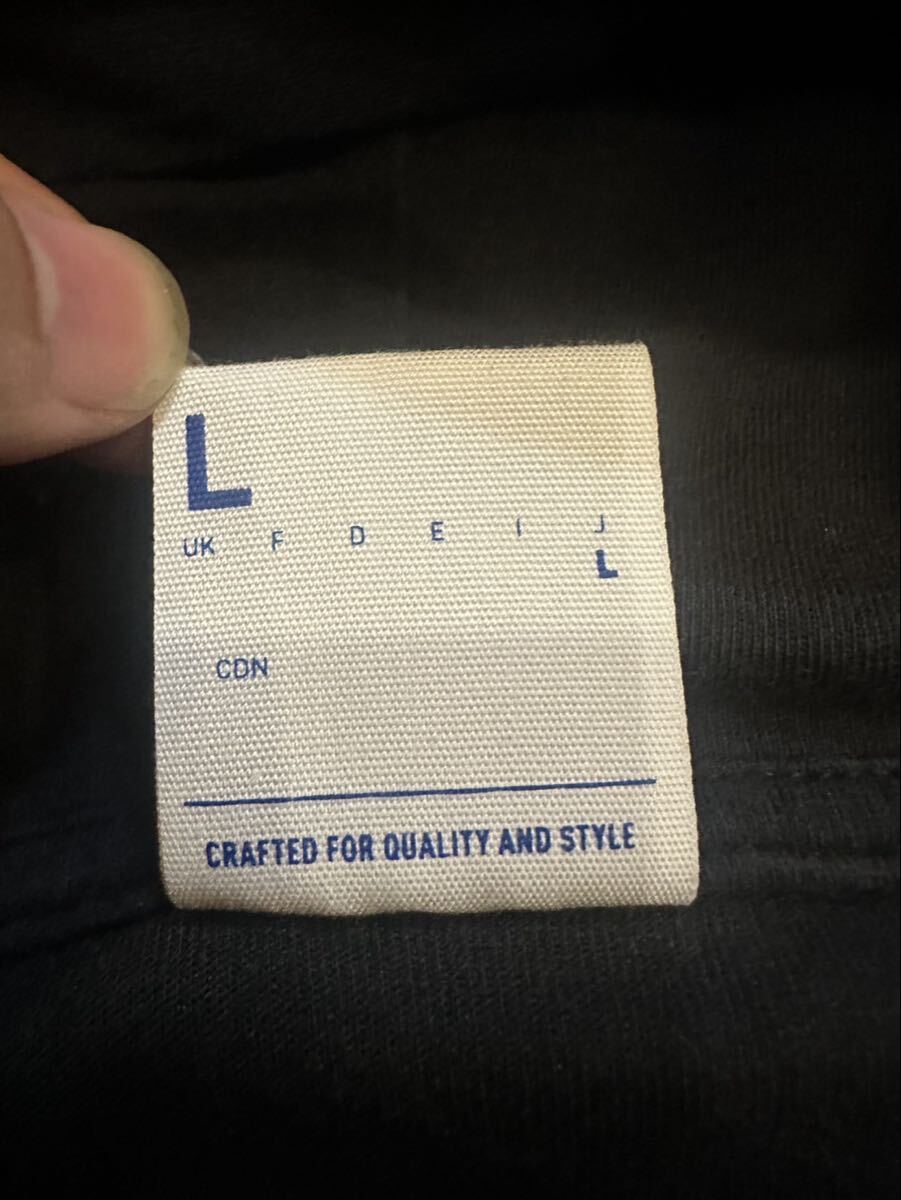 L
UK F D E I J
L
CDN
CRAFTED FOR QUALITY AND STYLE